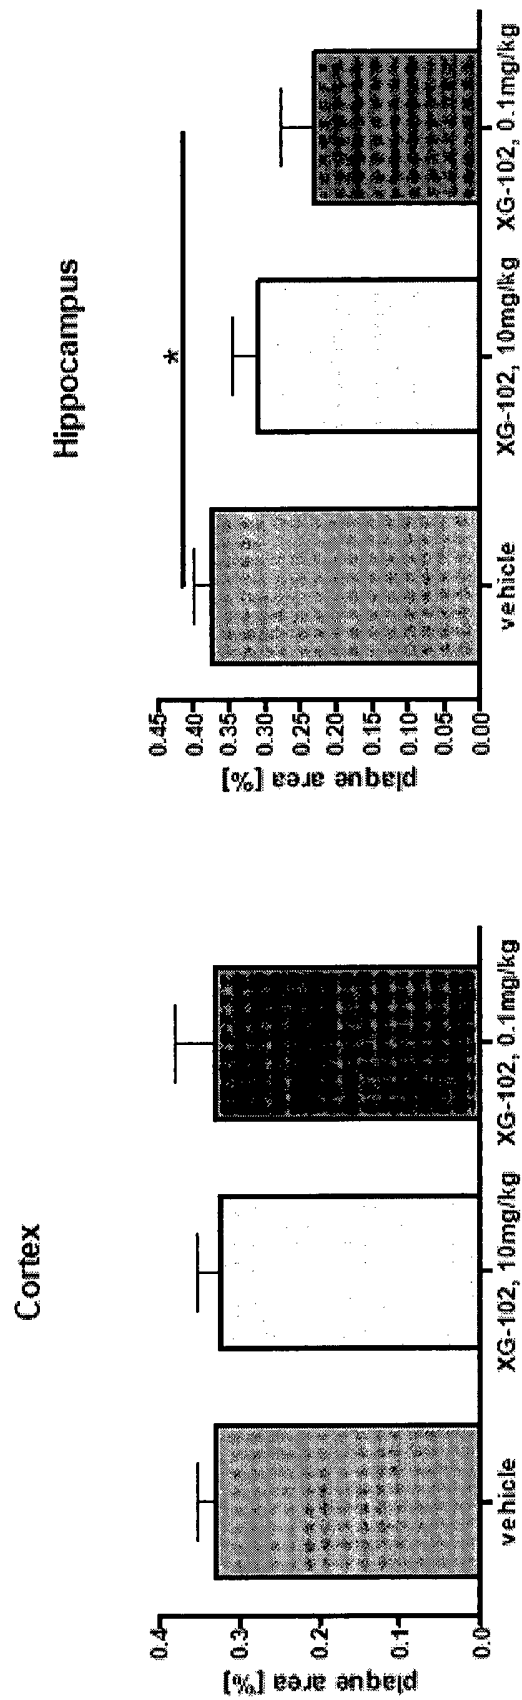 Cortex
plaque area [%]
0.4
0.3
0.2
0.1
0.0
vehicle
XG-102, 10mg/kg
XG-102, 0.1mg/kg
Hippocampus
*
plaque area [%]
0.45
0.40
0.35
0.30
0.25
0.20
0.15
0.10
0.05
0.00
vehicle
XG-102, 10mg/kg
XG-102, 0.1mg/kg